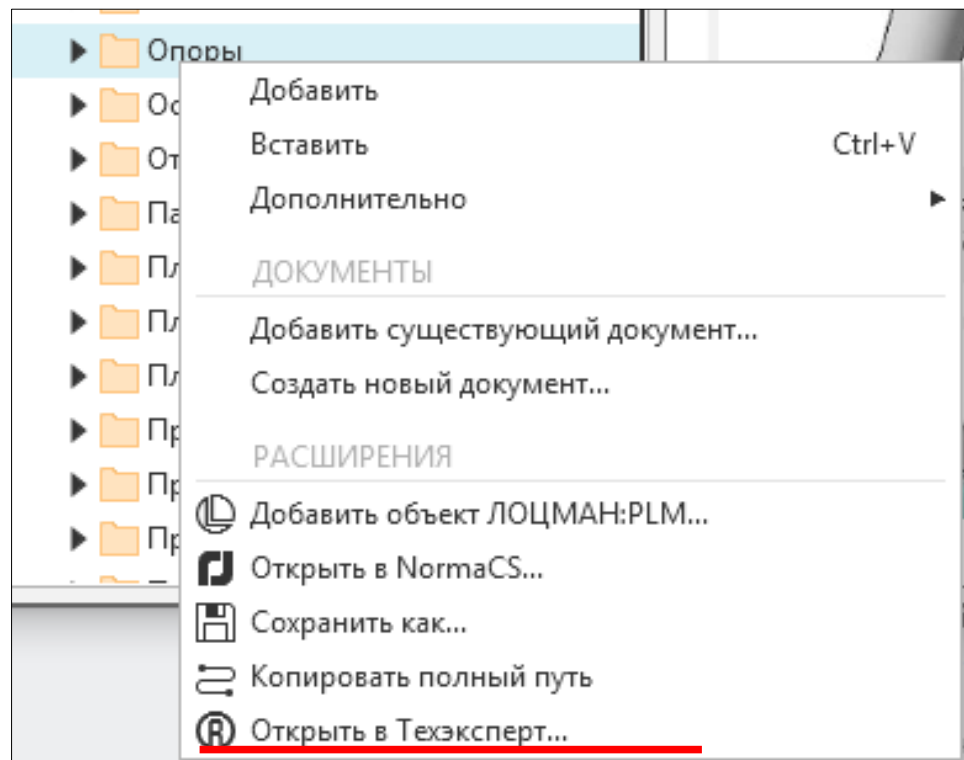 Опоры
Добавить
Вставить Ctrl+V
Дополнительно
ДОКУМЕНТЫ
Добавить существующий документ...
Создать новый документ...
РАСШИРЕНИЯ
Добавить объект ЛОЦМАН:PLM...
Открыть в NormaCS...
Сохранить как...
Копировать полный путь
Открыть в Техэксперт...